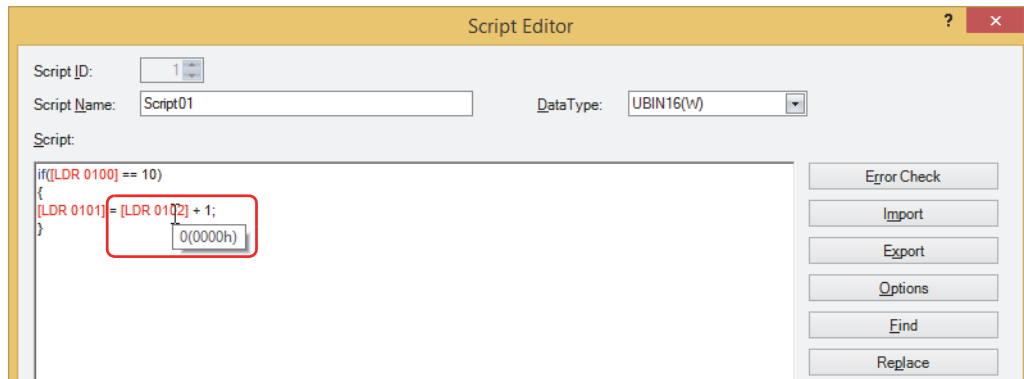 Script Editor
? ×
Script ID: 1
Script Name: Script01 DataType: UBIN16(W)
Script:
if([LDR 0100] == 10)
{
[LDR 0101] = [LDR 0102] + 1;
}
0(0000h)
Error Check
Import
Export
Options
Find
Replace